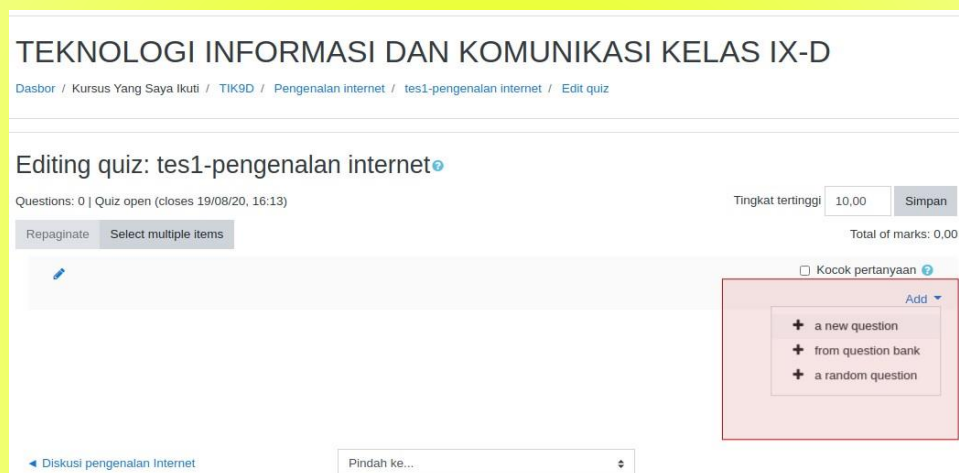 TEKNOLOGI INFORMASI DAN KOMUNIKASI KELAS IX-D
Dasbor / Kursus Yang Saya Ikuti / TIK9D / Pengenalan internet / tes1-pengenalan internet / Edit quiz
Editing quiz: tes1-pengenalan internet
Questions: 0 | Quiz open (closes 19/08/20, 16:13)
Tingkat tertinggi 10,00 Simpan
Repaginate Select multiple items
Total of marks: 0,00
Kocok pertanyaan
Add
a new question
from question bank
a random question
◄ Diskusi pengenalan Internet
Pindah ke...